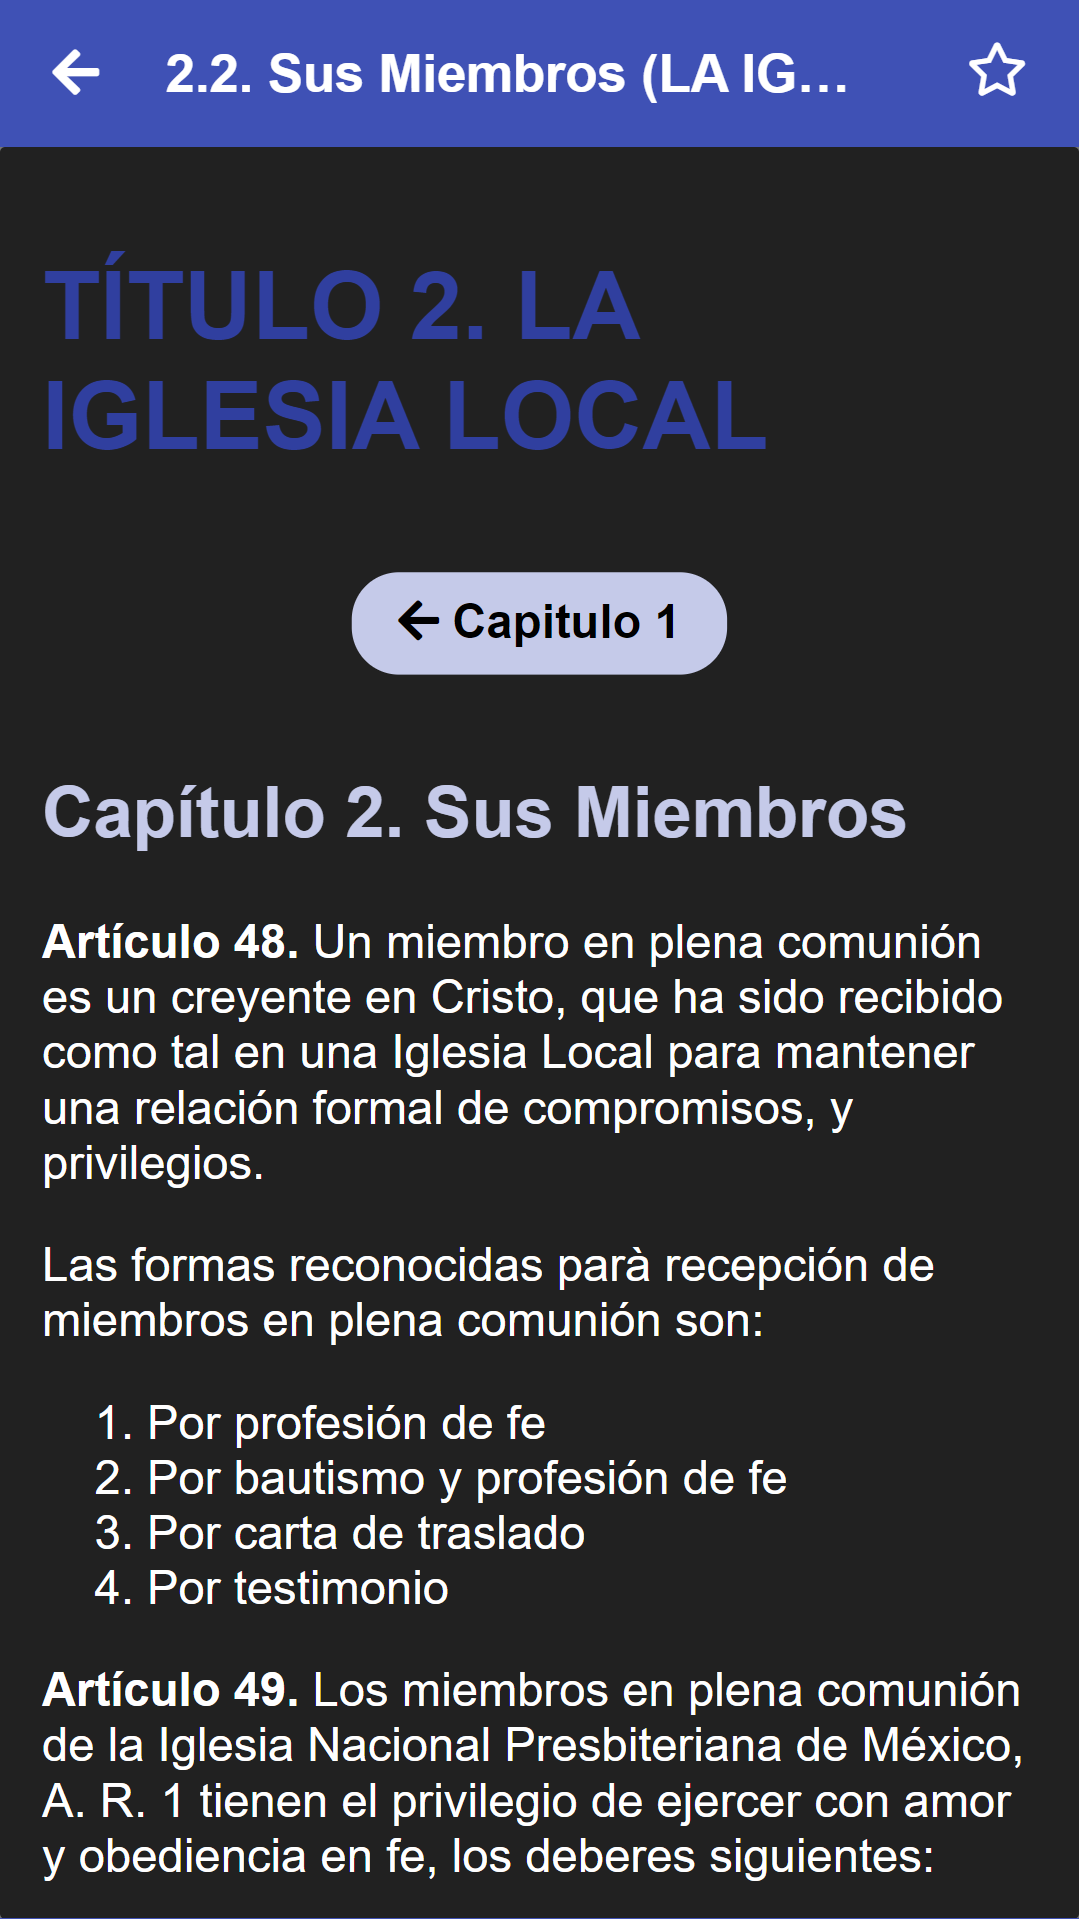 2.2. Sus Miembros (LA IG...
TÍTULO 2. LA
IGLESIA LOCAL
Capitulo 1
Capítulo 2. Sus Miembros
Artículo 48. Un miembro en plena comunión
es un creyente en Cristo, que ha sido recibido
como tal en una Iglesia Local para mantener
una relación formal de compromisos, y
privilegios.
Las formas reconocidas parà recepción de
miembros en plena comunión son:
1. Por profesión de fe
2. Por bautismo y profesión de fe
3. Por carta de traslado
4. Por testimonio
Artículo 49. Los miembros en plena comunión
de la Iglesia Nacional Presbiteriana de México,
A. R. 1 tienen el privilegio de ejercer con amor
y obediencia en fe, los deberes siguientes: